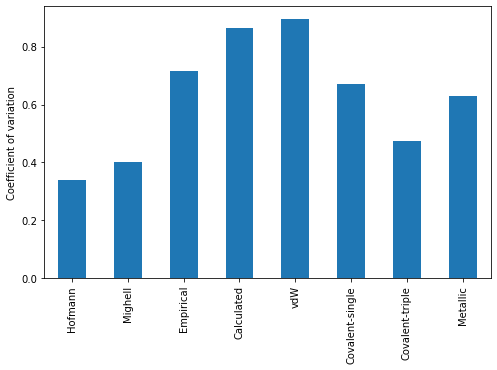 Coefficient of variation
0.8
0.6
0.4
0.2
0.0
Hofmann
Mighell
Empirical
Calculated
vdW
Covalent-single
Covalent-triple
Metallic